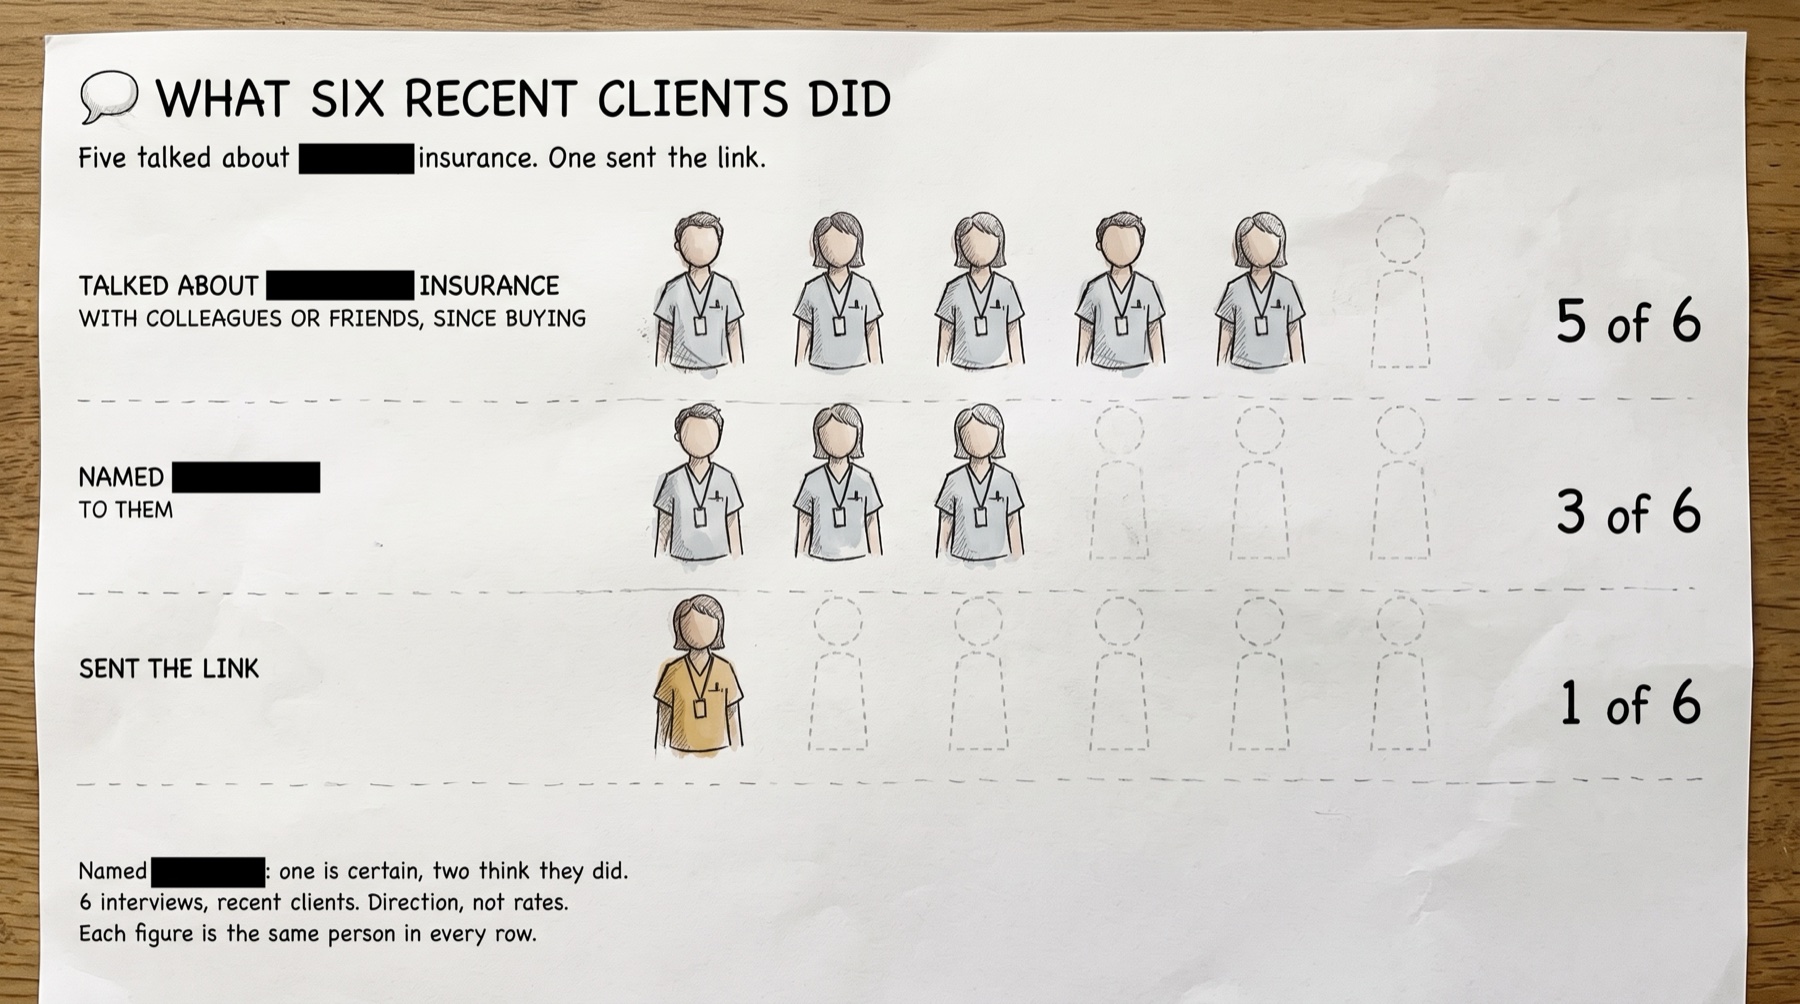 WHAT SIX RECENT CLIENTS DID
Five talked about insurance. One sent the link.
TALKED ABOUT INSURANCE
WITH COLLEAGUES OR FRIENDS, SINCE BUYING
5 of 6
NAMED
TO THEM
3 of 6
SENT THE LINK
1 of 6
Named : one is certain, two think they did.
6 interviews, recent clients. Direction, not rates.
Each figure is the same person in every row.